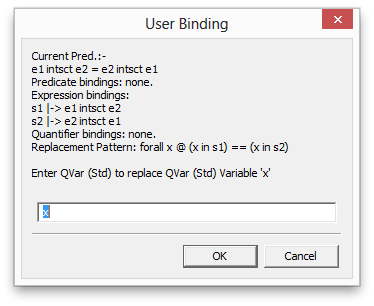 User Binding
Current Pred.:-
e1 intsct e2 = e2 intsct e1
Predicate bindings: none.
Expression bindings:
s1 |-> e1 intsct e2
s2 |-> e2 intsct e1
Quantifier bindings: none.
Replacement Pattern: forall x @ (x in s1) == (x in s2)
Enter QVar (Std) to replace QVar (Std) Variable 'x'
x
OK Cancel